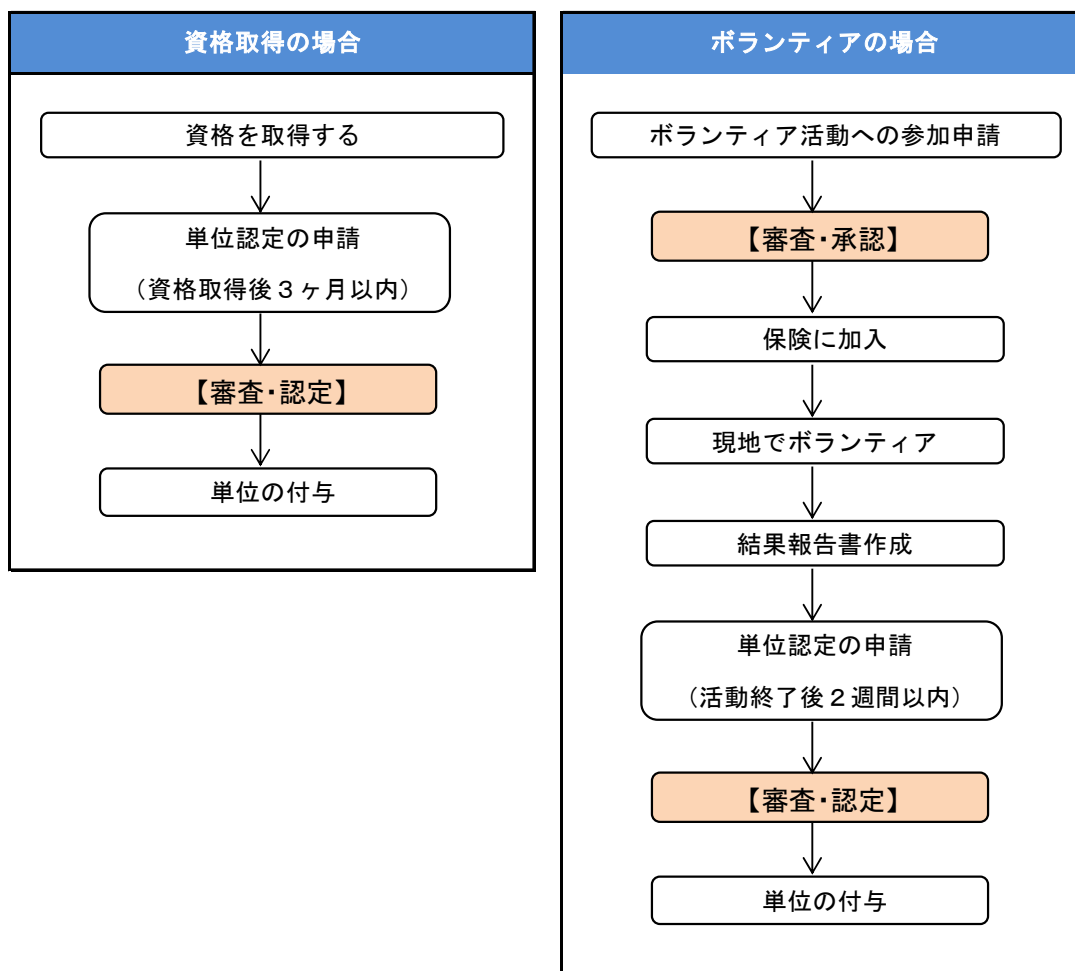 資格取得の場合
資格を取得する
単位認定の申請
（資格取得後３ヶ月以内）
【審査・認定】
単位の付与
ボランティアの場合
ボランティア活動への参加申請
【審査・承認】
保険に加入
現地でボランティア
結果報告書作成
単位認定の申請
（活動終了後２週間以内）
【審査・認定】
単位の付与